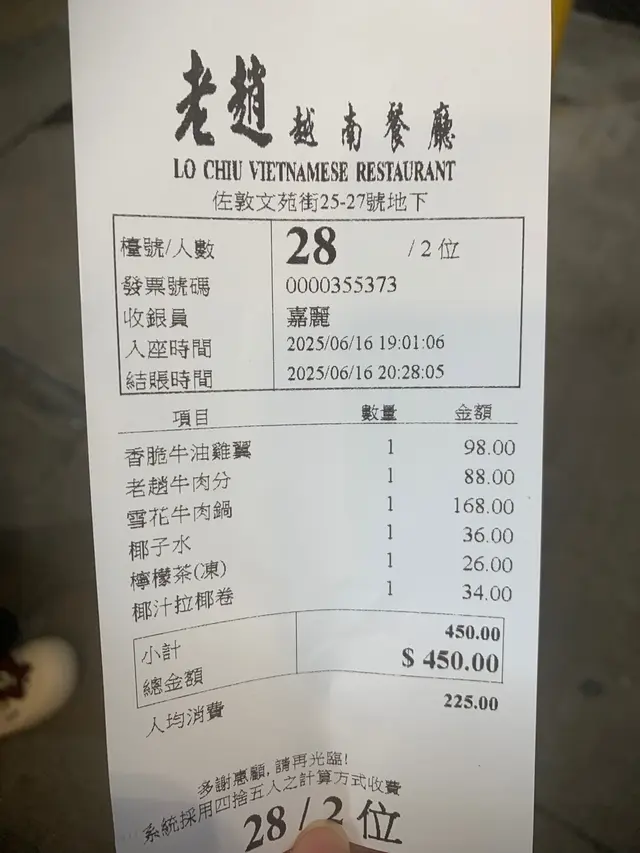 老趙 越南餐廳
LO CHIU VIETNAMESE RESTAURANT
佐敦文苑街25-27號地下
檯號/人數 28 /2 位
發票號碼 0000355373
收銀員 嘉麗
入座時間 2025/06/16 19:01:06
結賬時間 2025/06/16 20:28:05
項目 數量 金額
香脆牛油雞翼 1 98.00
老趙牛肉分 1 88.00
雪花牛肉鍋 1 168.00
椰子水 1 36.00
檸檬茶(凍) 1 26.00
椰汁拉椰卷 1 34.00
小計 450.00
總金額 $ 450.00
人均消費 225.00
多謝惠顧, 請再光臨!
系統採用四捨五入之計算方式收費
28 / 2 位